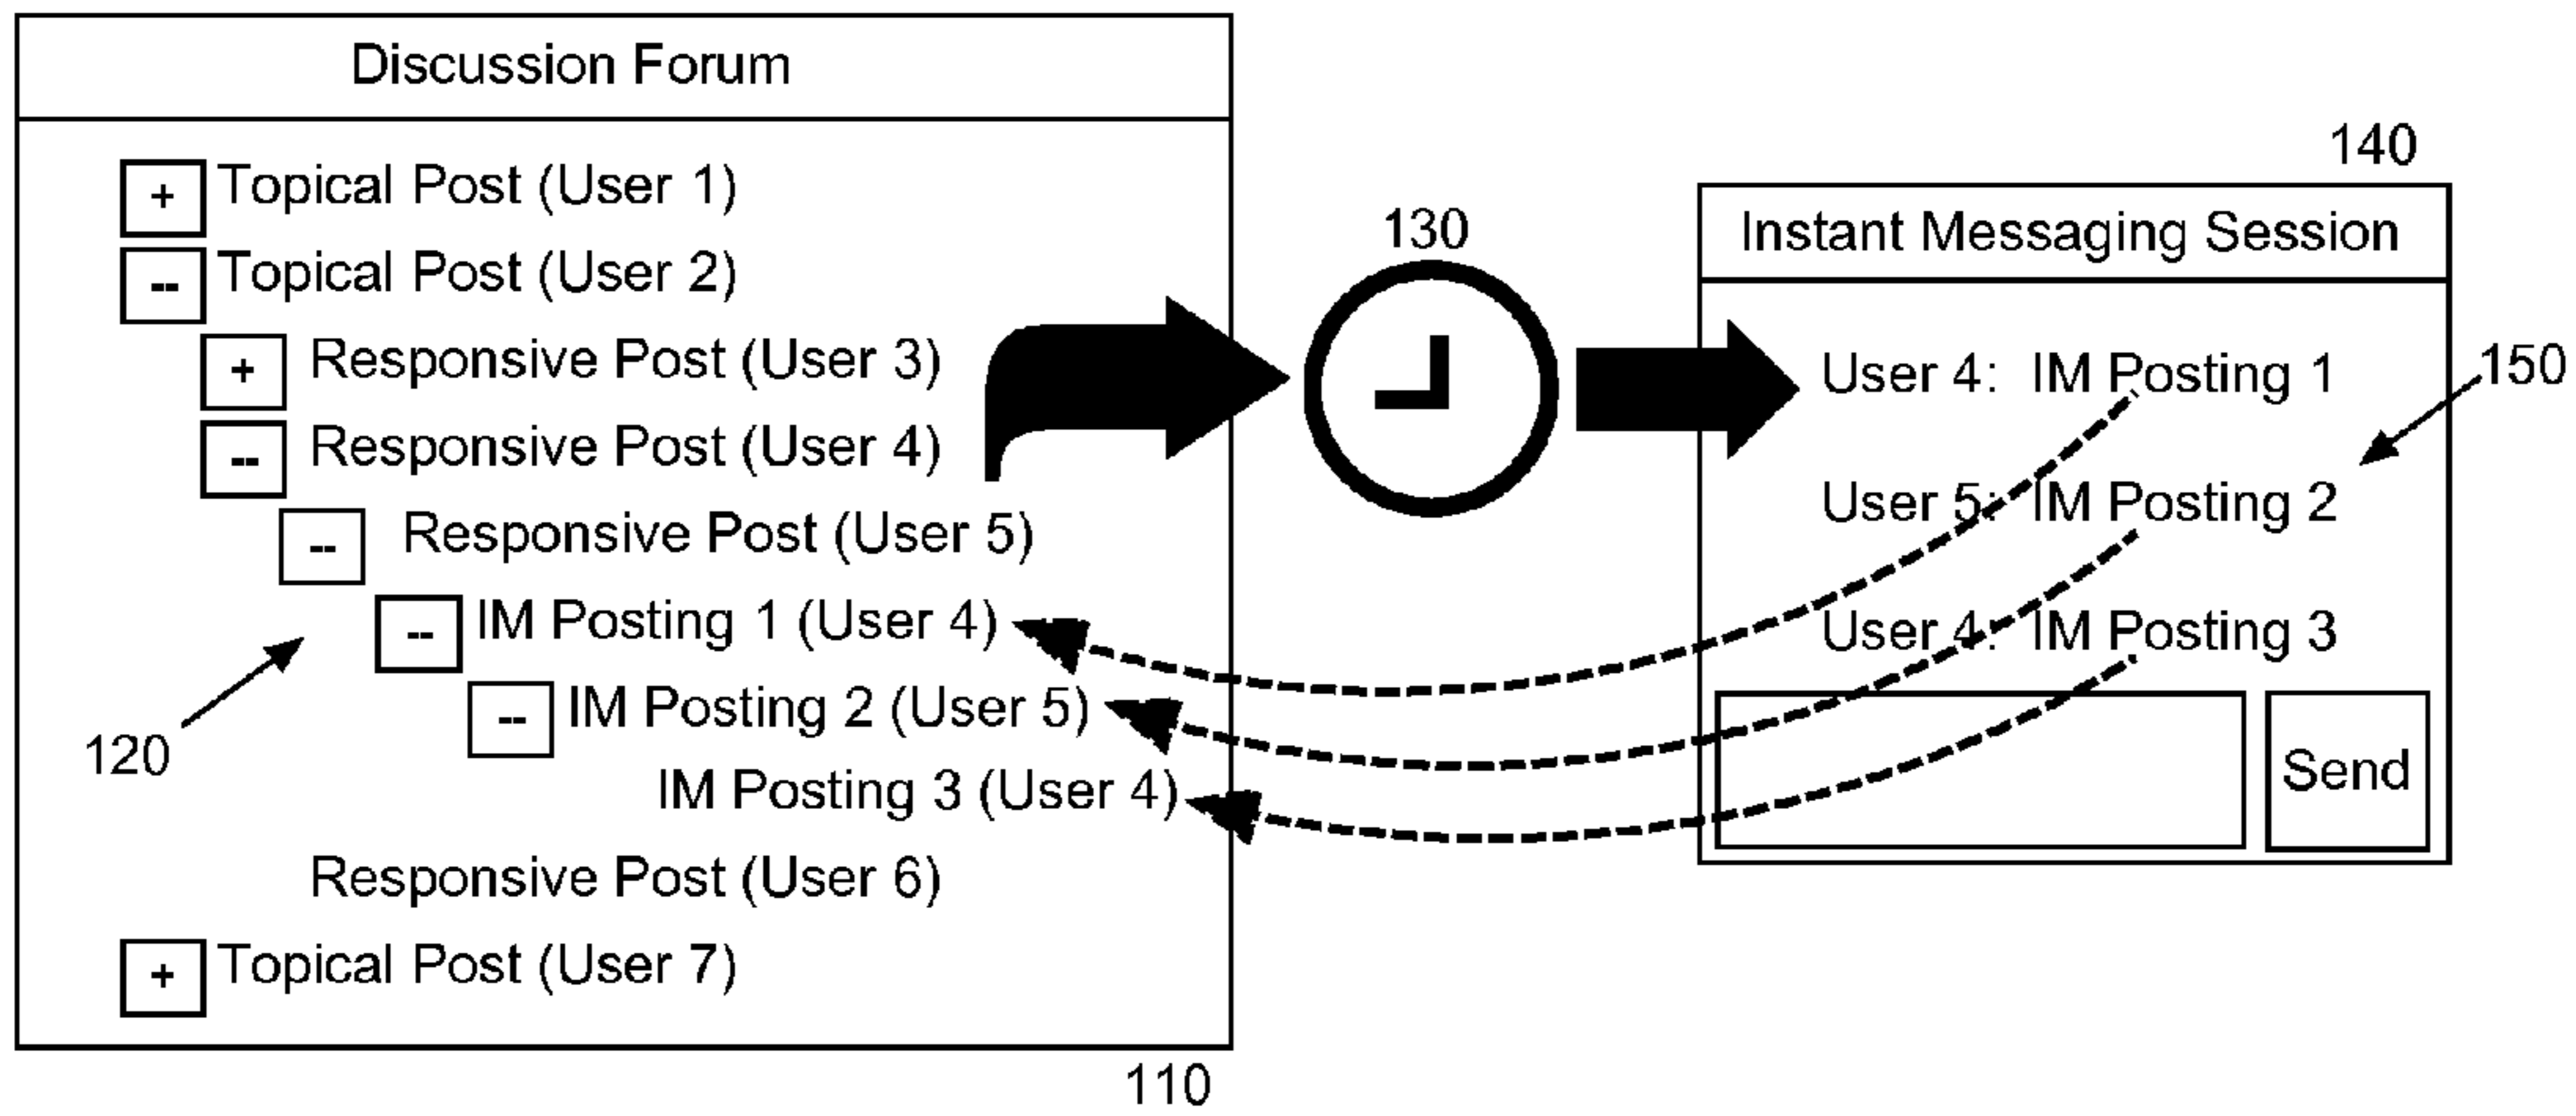 Discussion Forum
+ Topical Post (User 1)
-- Topical Post (User 2)
+ Responsive Post (User 3)
-- Responsive Post (User 4)
-- Responsive Post (User 5)
-- IM Posting 1 (User 4)
-- IM Posting 2 (User 5)
IM Posting 3 (User 4)
Responsive Post (User 6)
+ Topical Post (User 7)
120
110
130
140
Instant Messaging Session
User 4: IM Posting 1
150
User 5: IM Posting 2
User 4: IM Posting 3
Send